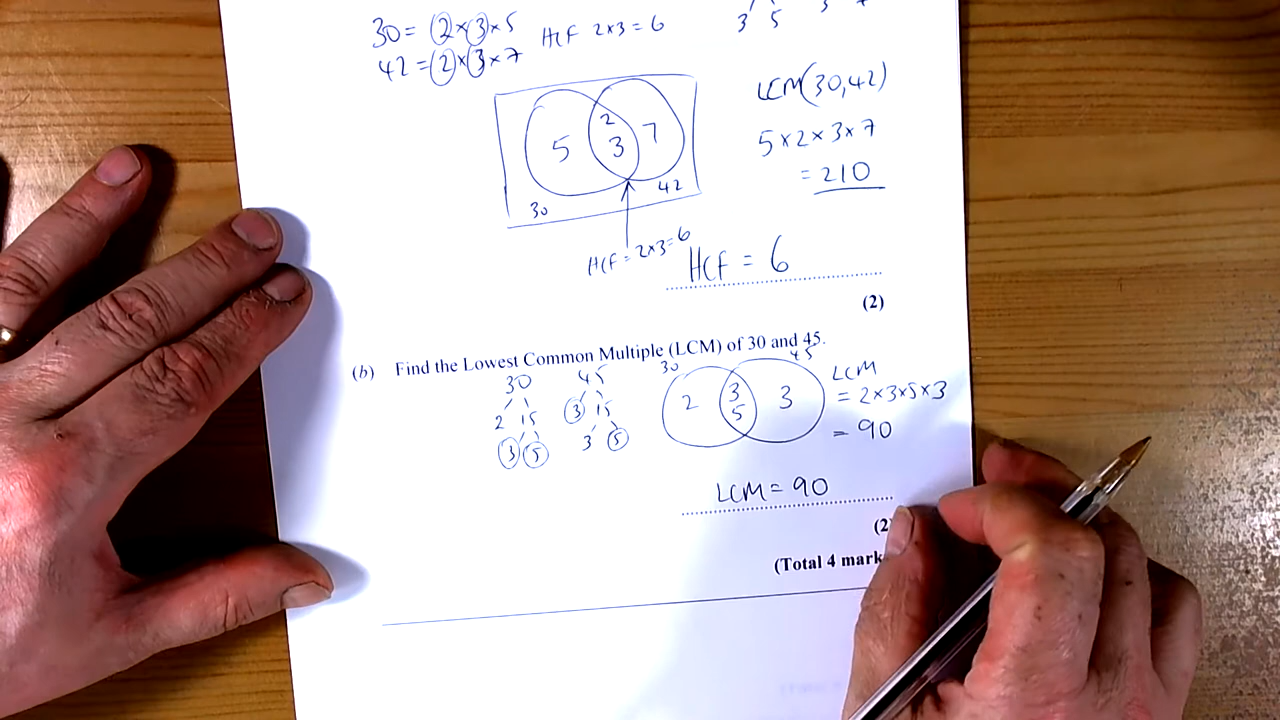 30 = 2 × 3 × 5
42 = 2 × 3 × 7
HCF 2×3 = 6
3 5
LCM(30,42)
5 × 2 × 3 × 7
= 210
2
5 3 7
30 42
HCF = 2×3=6
HCF = 6
(2)
(b) Find the Lowest Common Multiple (LCM) of 30 and 45.
30 45
2 15 3 15
3 5 3 5
30 45
2 3 5 3
LCM
= 2×3×5×3
= 90
LCM = 90
(2
(Total 4 mark